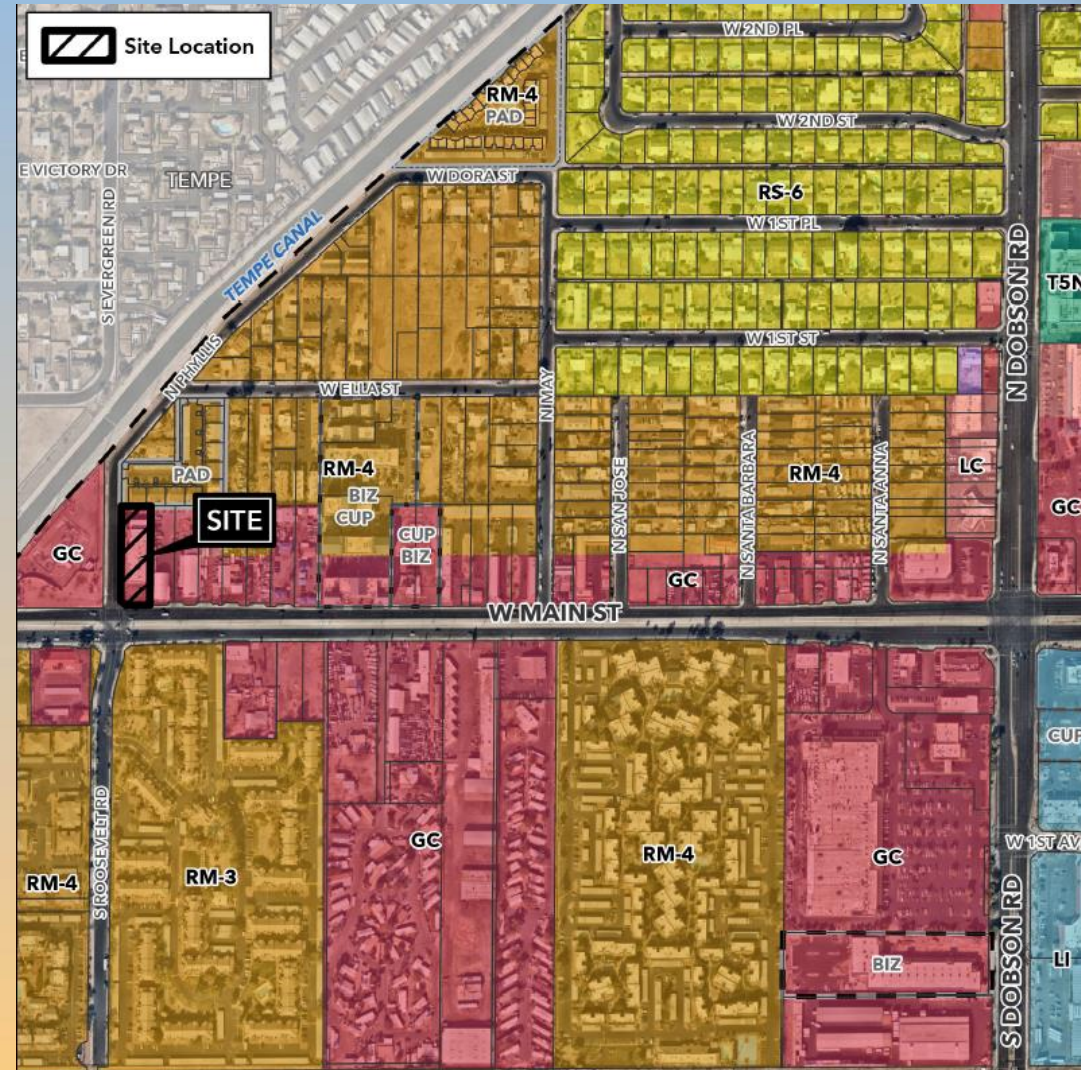 Site Location
W 2ND PL
RM-4
PAD
W 2ND ST
E VICTORY DR
TEMPE
W DORA ST
RS-6
S EVERGREEN RD
TEMPE CANAL
W 1ST PL
N DOBSON RD
T5N
N PHYLLIS
W 1ST ST
W ELLA ST
N MAY
PAD
RM-4
BIZ
CUP
N SAN JOSE
N SANTA BARBARA
RM-4
N SANTA ANNA
LC
GC
SITE
CUP
BIZ
GC
GC
W MAIN ST
CUP
S ROOSEVELT RD
RM-4
RM-3
GC
RM-4
GC
W 1ST AV
S DOBSON RD
BIZ
LI